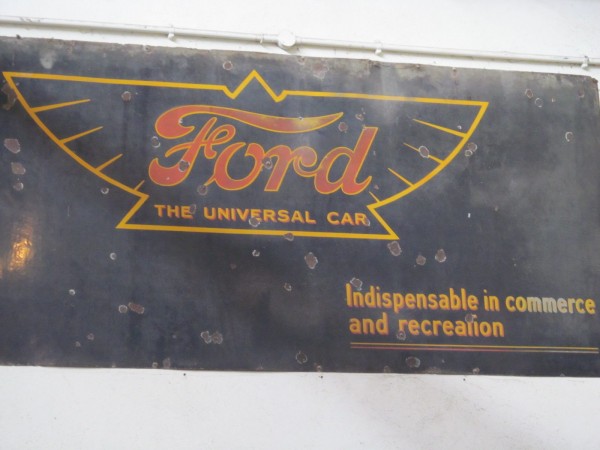 Ford
THE UNIVERSAL CAR
Indispensable in commerce
and recreation